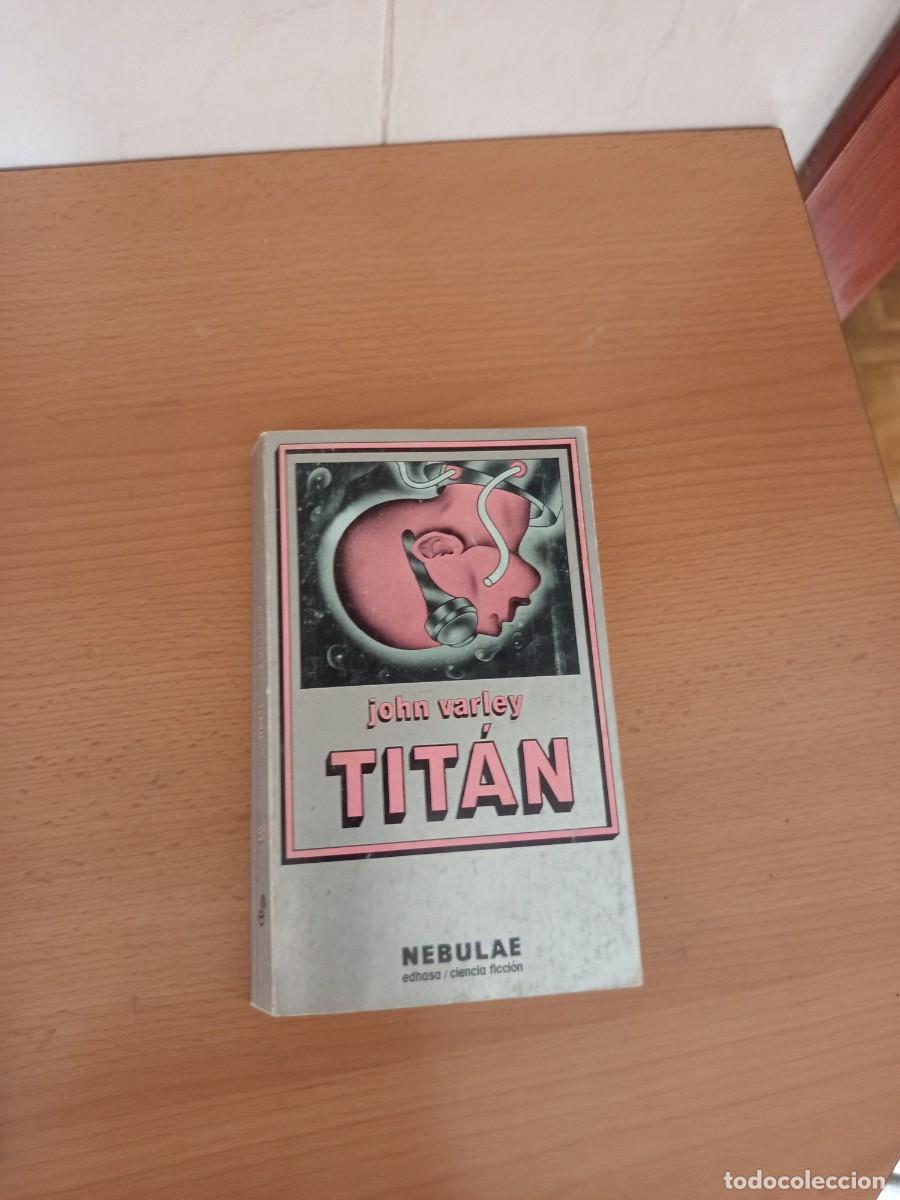 john varley
TITÁN
NEBULAE
edhasa / ciencia ficción
todocoleccion